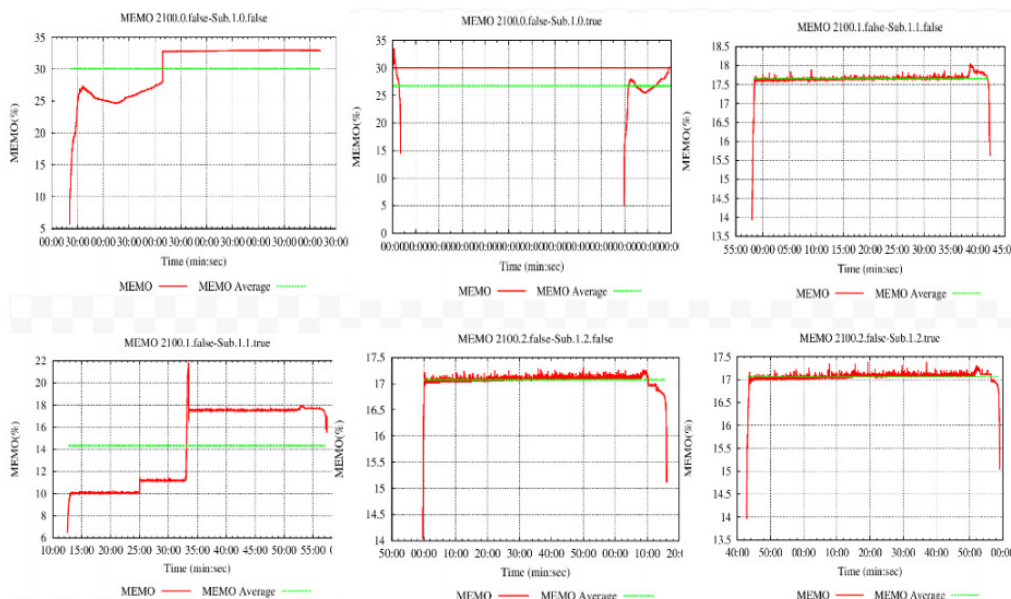 MEMO 2100.0.false-Sub.1.0.false
35
30
25
20
15
10
5
MEMO(%)
00:00 30:00 00:00 30:00 00:00 30:00 00:00 30:00 00:00 30:00 00:00 30:00
Time (min:sec)
MEMO MEMO Average
MEMO 2100.0.false-Sub.1.0.true
35
30
25
20
15
10
5
0
MEMO(%)
Time (min:sec)
MEMO MEMO Average
MEMO 2100.1.false-Sub.1.1.false
18.5
18
17.5
17
16.5
16
15.5
15
14.5
14
13.5
MEMO(%)
55:00 00:00 05:00 10:00 15:00 20:00 25:00 30:00 35:00 40:00 45:0
Time (min:sec)
MEMO MEMO Average
MEMO 2100.1.false-Sub.1.1.true
22
20
18
16
14
12
10
8
6
MEMO(%)
10:00 15:00 20:00 25:00 30:00 35:00 40:00 45:00 50:00 55:0
Time (min:sec)
MEMO MEMO Average
MEMO 2100.2.false-Sub.1.2.false
17.5
17
16.5
16
15.5
15
14.5
14
MEMO(%)
50:00 00:00 10:00 20:00 30:00 40:00 50:00 00:00 10:00 20:0
Time (min:sec)
MEMO MEMO Average
MEMO 2100.2.false-Sub.1.2.true
17.5
17
16.5
16
15.5
15
14.5
14
13.5
MEMO(%)
40:00 50:00 00:00 10:00 20:00 30:00 40:00 50:00 00:0
Time (min:sec)
MEMO MEMO Average